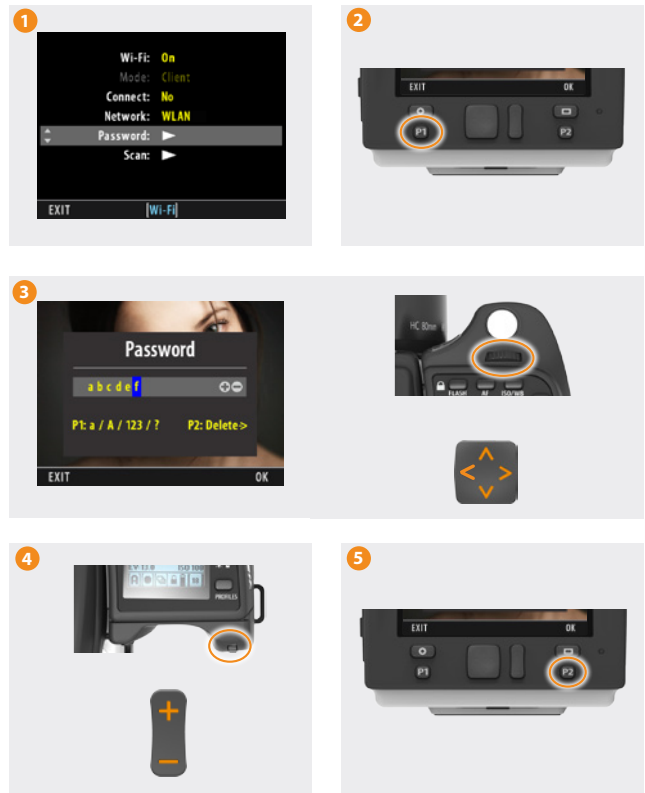 1
Wi-Fi: On
Mode: Client
Connect: No
Network: WLAN
Password:
Scan:
EXIT |Wi-Fi|
2
EXIT OK
P1 P2
3
Password
a b c d e f
P1: a / A / 123 / ? P2: Delete->
EXIT OK
HC 80mm
FLASH AF ISO/WB
4
ISO 100
PROFILES
5
EXIT OK
P1 P2